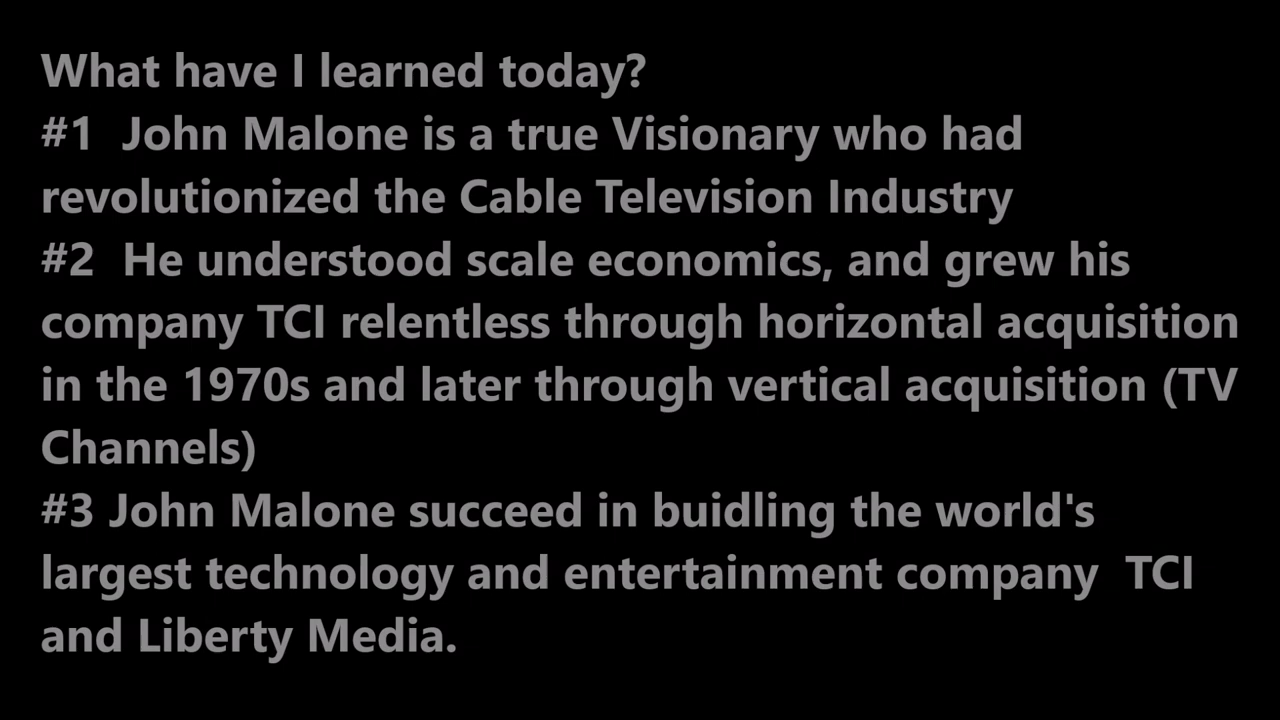 What have I learned today?
#1  John Malone is a true Visionary who had
revolutionized the Cable Television Industry
#2  He understood scale economics, and grew his
company TCI relentless through horizontal acquisition
in the 1970s and later through vertical acquisition (TV
Channels)
#3 John Malone succeed in buidling the world's
largest technology and entertainment company  TCI
and Liberty Media.